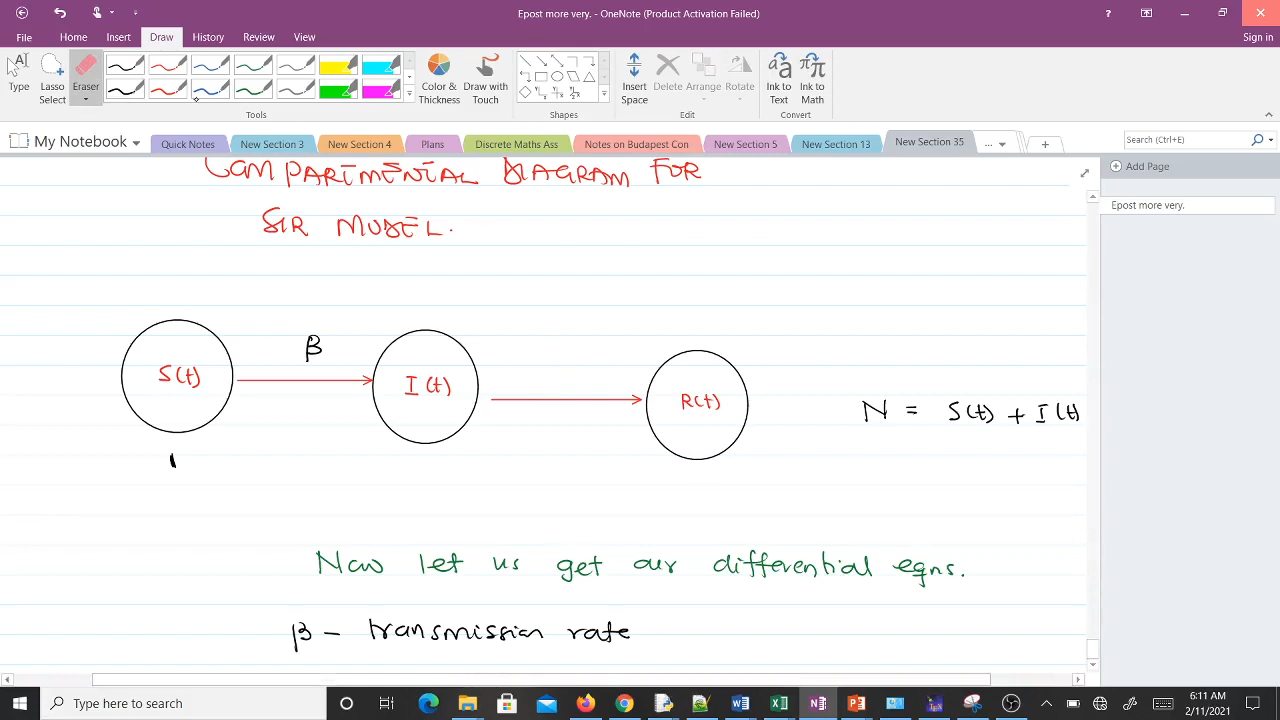 Epost more very. - OneNote (Product Activation Failed)
File Home Insert Draw History Review View
Sign in
Type
Lasso Select
Eraser
Color & Thickness
Draw with Touch
Insert Space
Delete
Arrange
Rotate
Ink to Text
Ink to Math
Tools
Shapes
Edit
Convert
My Notebook
Quick Notes
New Section 3
New Section 4
Plans
Discrete Maths Ass
Notes on Budapest Con
New Section 5
New Section 13
New Section 35
...
Search (Ctrl+E)
Add Page
Epost more very.
COMPARTMENTAL DIAGRAM FOR
SIR MODEL.
β
S(t)
I(t)
R(t)
N = S(t) + I(t)
Now let us get our differential eqns.
β - transmission rate
Type here to search
6:11 AM
2/11/2021